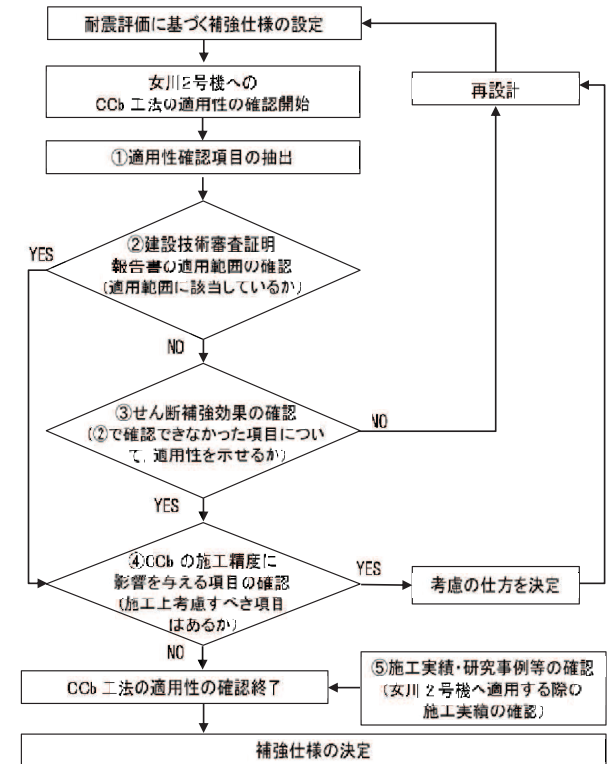 耐震評価に基づく補強仕様の設定
女川2号機への
CCb 工法の適用性の確認開始
再設計
①適用性確認項目の抽出
②建設技術審査証明
報告書の適用範囲の確認
(適用範囲に該当しているか)
YES
NO
③せん断補強効果の確認
(②で確認できなかった項目につい
て,適用性を示せるか)
NO
YES
④CCb の施工精度に
影響を与える項目の確認
(施工上考慮すべき項目
はあるか)
YES
考慮の仕方を決定
NO
CCb 工法の適用性の確認終了
⑤施工実績・研究事例等の確認
(女川2号機へ適用する際の
施工実績の確認)
補強仕様の決定